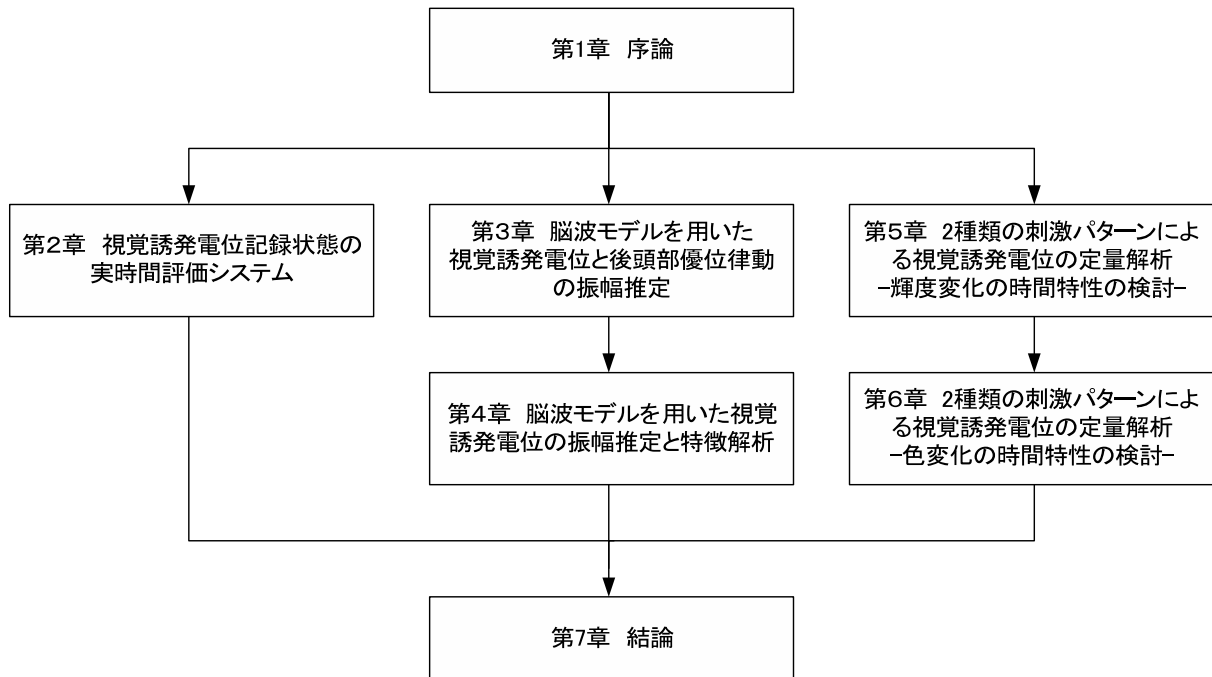 第1章 序論
第2章 視覚誘発電位記録状態の
実時間評価システム
第3章 脳波モデルを用いた
視覚誘発電位と後頭部優位律動
の振幅推定
第5章 2種類の刺激パターンによ
る視覚誘発電位の定量解析
-輝度変化の時間特性の検討-
第4章 脳波モデルを用いた視覚
誘発電位の振幅推定と特徴解析
第6章 2種類の刺激パターンによ
る視覚誘発電位の定量解析
-色変化の時間特性の検討-
第7章 結論